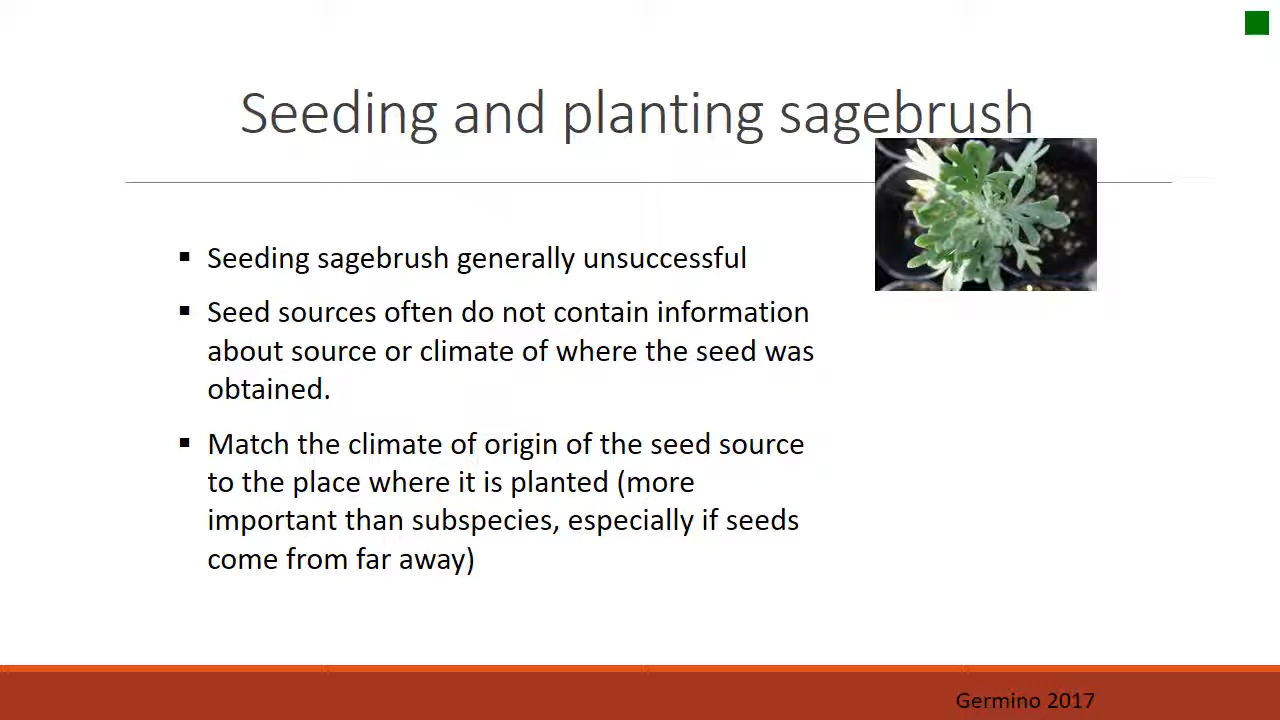 Seeding and planting sagebrush
▪ Seeding sagebrush generally unsuccessful
▪ Seed sources often do not contain information
about source or climate of where the seed was
obtained.
▪ Match the climate of origin of the seed source
to the place where it is planted (more
important than subspecies, especially if seeds
come from far away)
Germino 2017